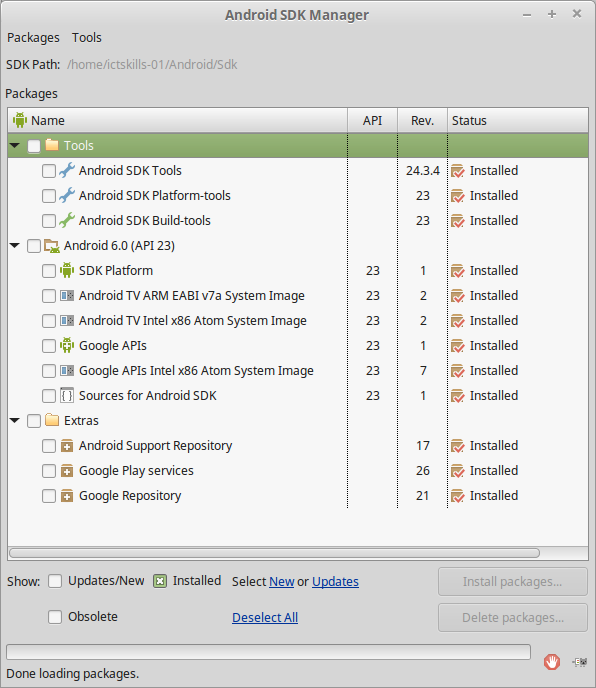 Android SDK Manager
Packages Tools
SDK Path: /home/ictskills-01/Android/Sdk
Packages
Name API Rev. Status
Tools
Android SDK Tools 24.3.4 Installed
Android SDK Platform-tools 23 Installed
Android SDK Build-tools 23 Installed
Android 6.0 (API 23)
SDK Platform 23 1 Installed
Android TV ARM EABI v7a System Image 23 2 Installed
Android TV Intel x86 Atom System Image 23 2 Installed
Google APIs 23 1 Installed
Google APIs Intel x86 Atom System Image 23 7 Installed
Sources for Android SDK 23 1 Installed
Extras
Android Support Repository 17 Installed
Google Play services 26 Installed
Google Repository 21 Installed
Show: Updates/New Installed Select New or Updates Install packages...
Obsolete Deselect All Delete packages...
Done loading packages.